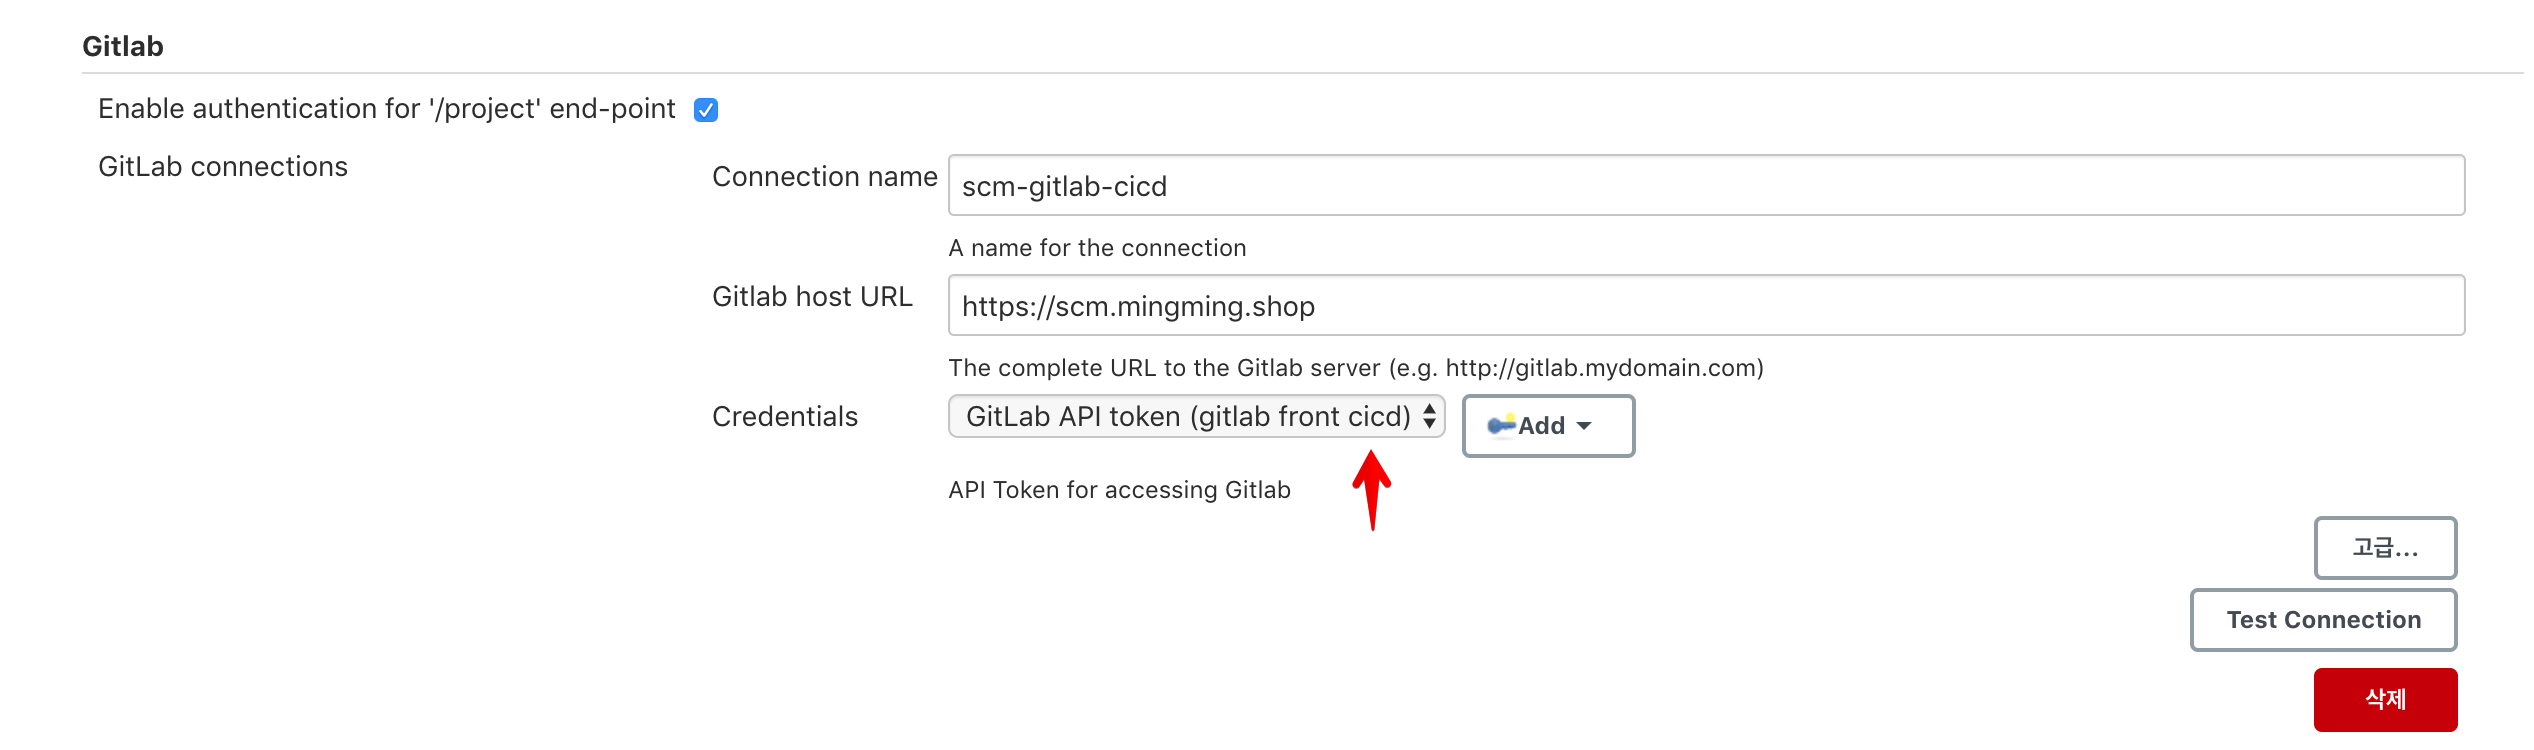 Gitlab
Enable authentication for '/project' end-point
GitLab connections
Connection name
scm-gitlab-cicd
A name for the connection
Gitlab host URL
https://scm.mingming.shop
The complete URL to the Gitlab server (e.g. http://gitlab.mydomain.com)
Credentials
GitLab API token (gitlab front cicd)
Add
API Token for accessing Gitlab
고급...
Test Connection
삭제